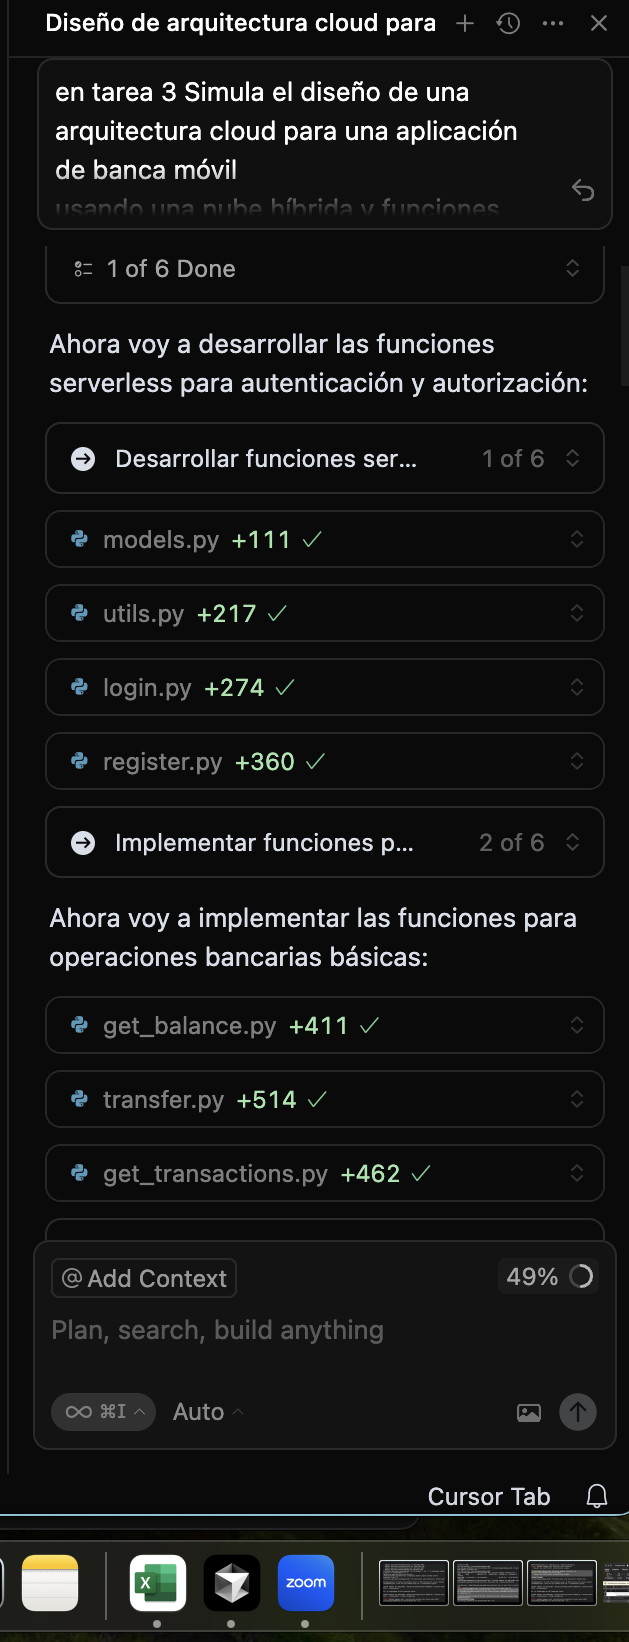 Diseño de arquitectura cloud para
en tarea 3 Simula el diseño de una
arquitectura cloud para una aplicación
de banca móvil
usando una nube híbrida y funciones
1 of 6 Done
Ahora voy a desarrollar las funciones
serverless para autenticación y autorización:
Desarrollar funciones ser... 1 of 6
models.py +111
utils.py +217
login.py +274
register.py +360
Implementar funciones p... 2 of 6
Ahora voy a implementar las funciones para
operaciones bancarias básicas:
get_balance.py +411
transfer.py +514
get_transactions.py +462
@ Add Context 49%
Plan, search, build anything
∞ ⌘I Auto
Cursor Tab
X zoom